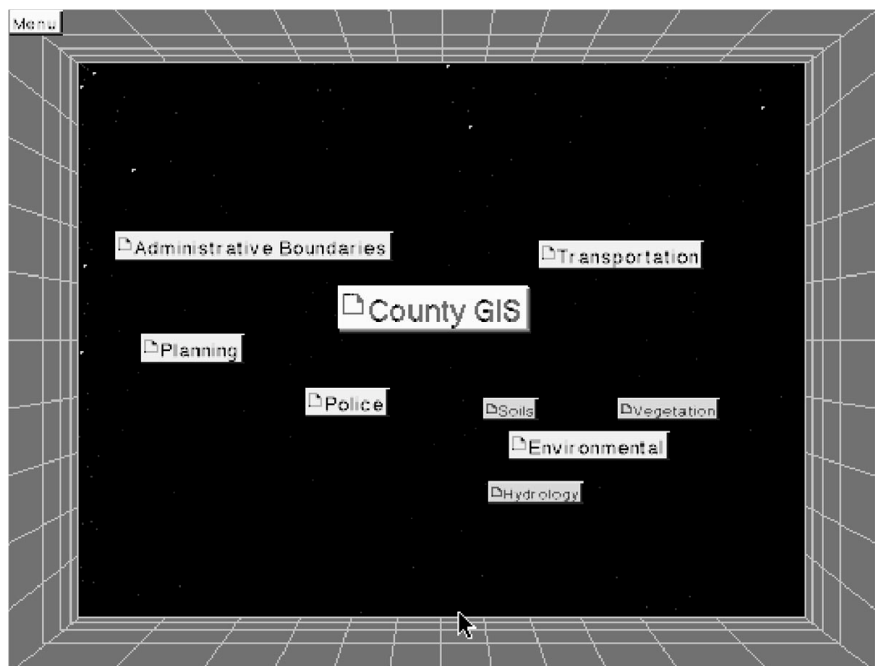 Menu
Administrative Boundaries
Transportation
County GIS
Planning
Police
Soils
Vegetation
Environmental
Hydrology